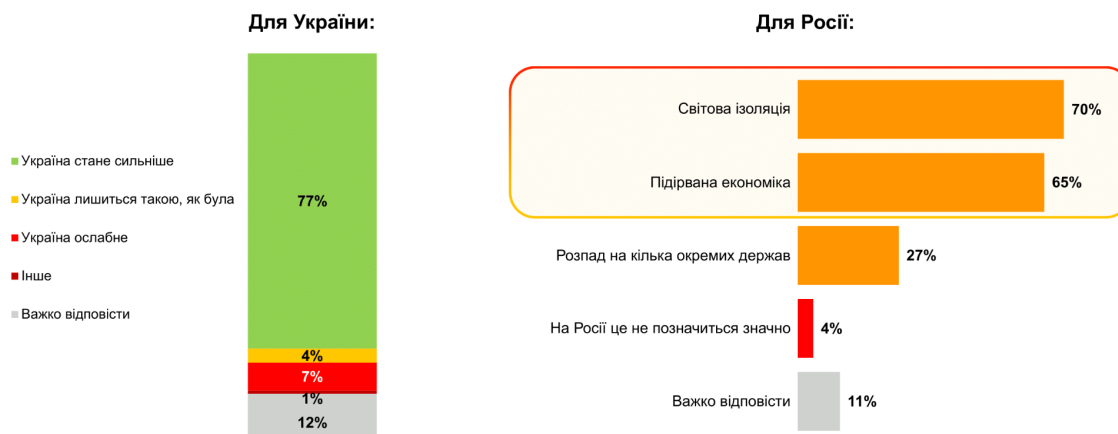 Для України:
Україна стане сильніше
Україна лишиться такою, як була
Україна ослабне
Інше
Важко відповісти
77%
4%
7%
1%
12%
Для Росії:
Світова ізоляція 70%
Підірвана економіка 65%
Розпад на кілька окремих держав 27%
На Росії це не позначиться значно 4%
Важко відповісти 11%